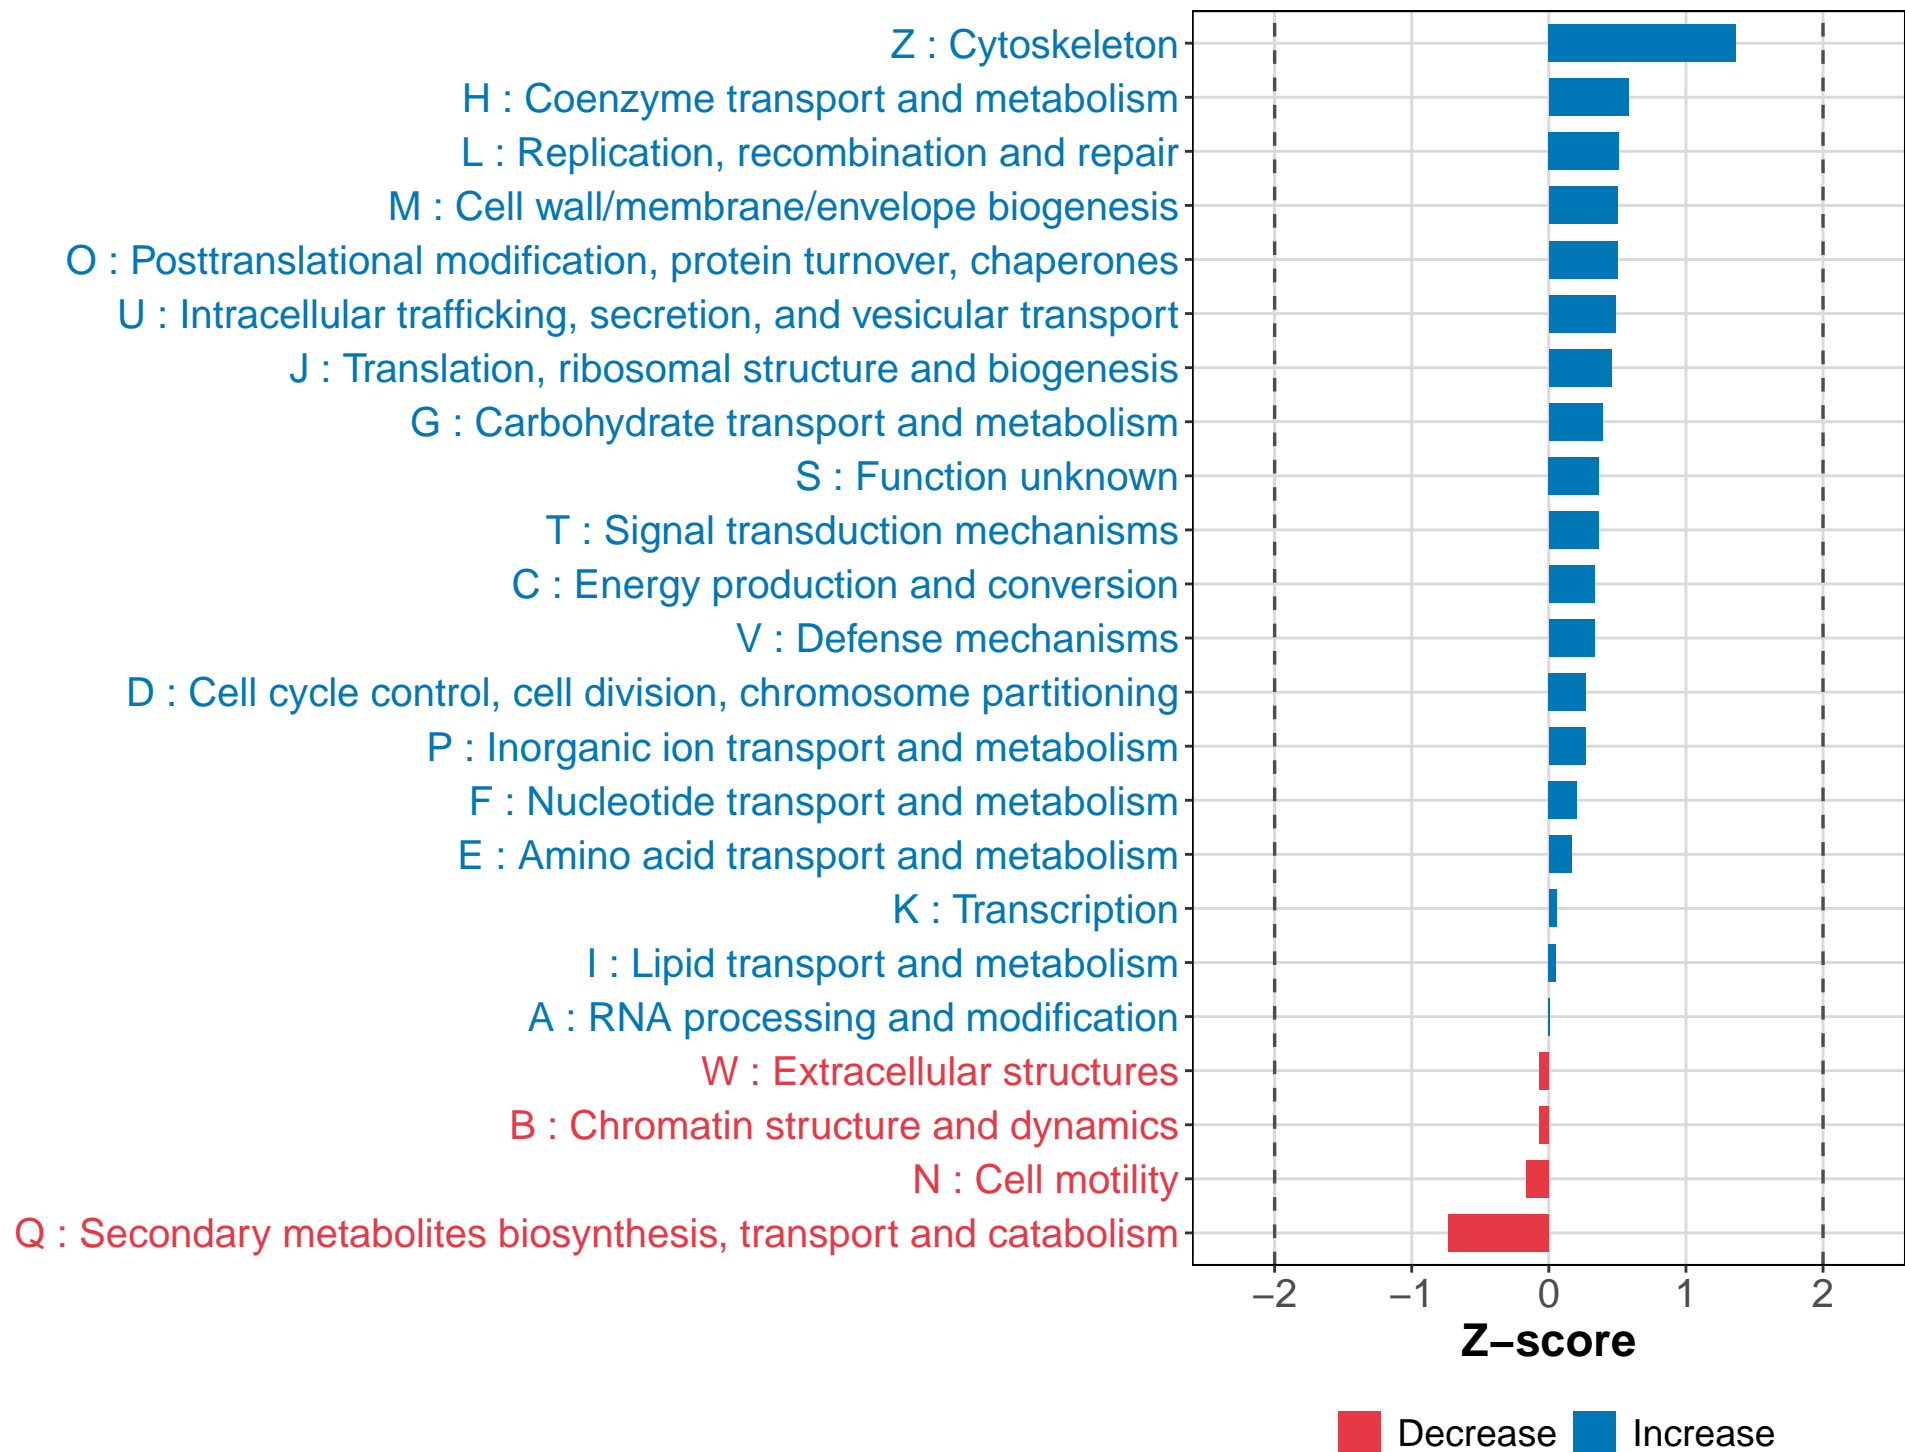 Z : Cytoskeleton
H : Coenzyme transport and metabolism
L : Replication, recombination and repair
M : Cell wall/membrane/envelope biogenesis
O : Posttranslational modification, protein turnover, chaperones
U : Intracellular trafficking, secretion, and vesicular transport
J : Translation, ribosomal structure and biogenesis
G : Carbohydrate transport and metabolism
S : Function unknown
T : Signal transduction mechanisms
C : Energy production and conversion
V : Defense mechanisms
D : Cell cycle control, cell division, chromosome partitioning
P : Inorganic ion transport and metabolism
F : Nucleotide transport and metabolism
E : Amino acid transport and metabolism
K : Transcription
I : Lipid transport and metabolism
A : RNA processing and modification
W : Extracellular structures
B : Chromatin structure and dynamics
N : Cell motility
Q : Secondary metabolites biosynthesis, transport and catabolism
−2 −1 0 1 2
Z−score
Decrease Increase